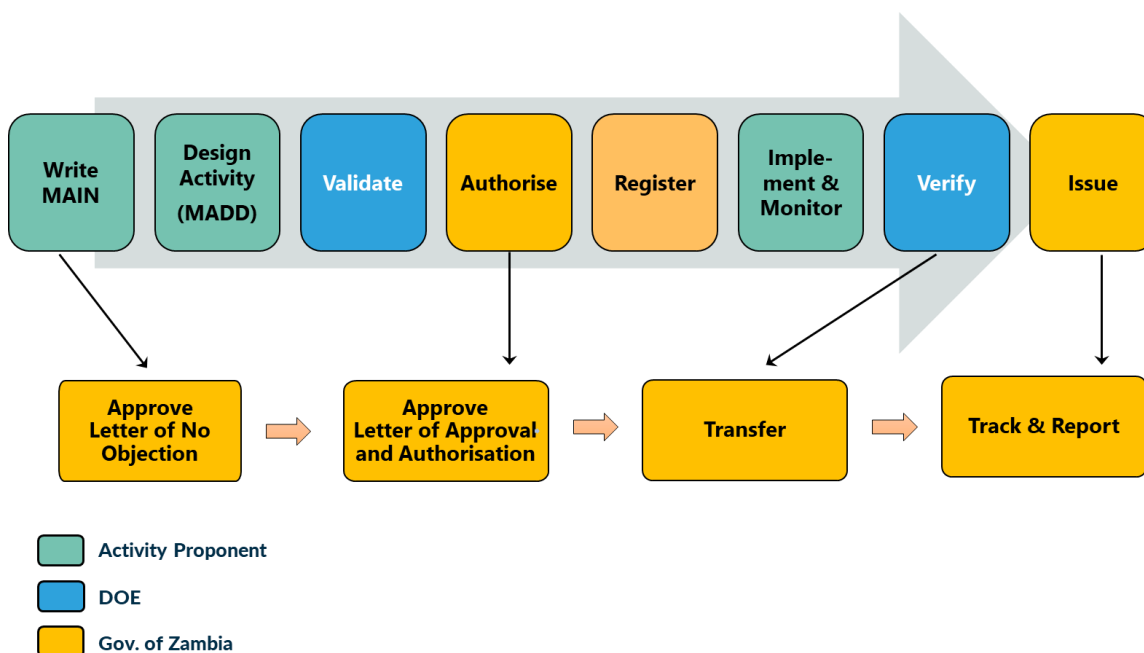 Write
MAIN
Design
Activity
(MADD)
Validate
Authorise
Register
Imple-
ment &
Monitor
Verify
Issue
Approve
Letter of No
Objection
Approve
Letter of Approval
and Authorisation
Transfer
Track & Report
Activity Proponent
DOE
Gov. of Zambia